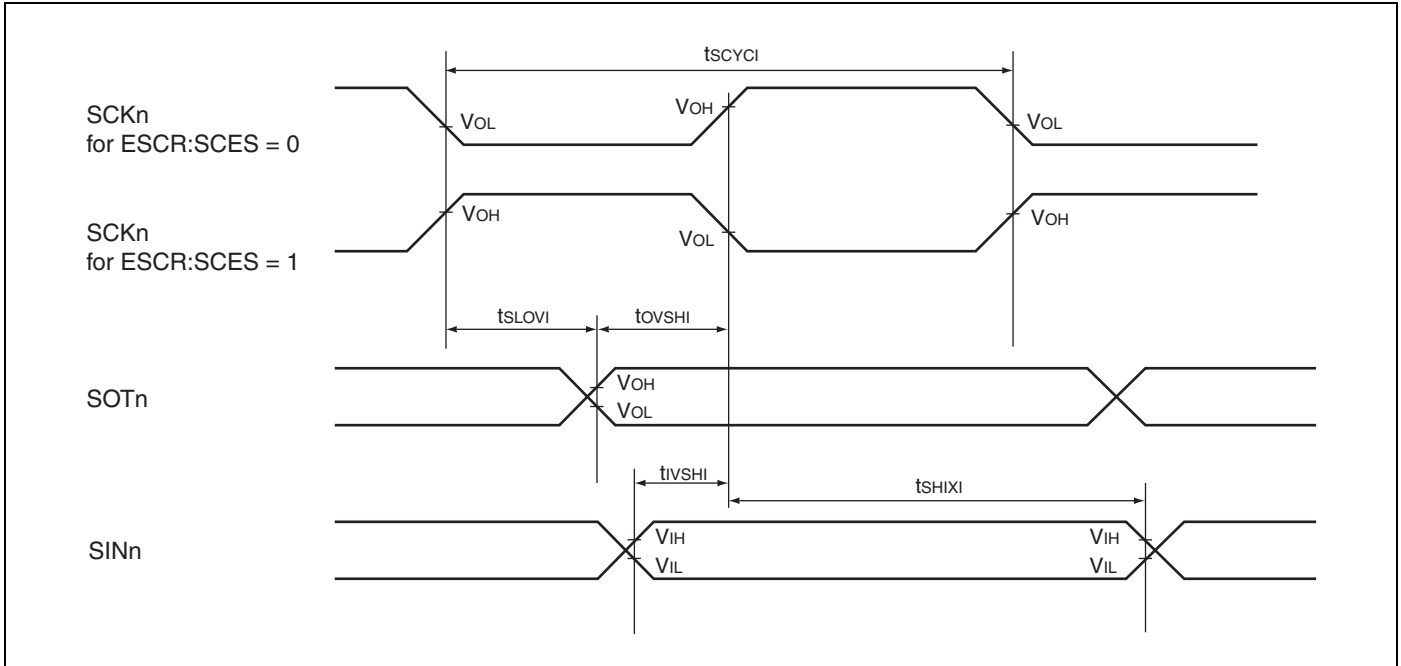 tSCYCI
SCKn
for ESCR:SCES = 0
VOL
VOH
VOL
SCKn
for ESCR:SCES = 1
VOH
VOL
VOH
tSLOVI
tOVSHI
SOTn
VOH
VOL
tIVSHI
tSHIXI
SINn
VIH
VIL
VIH
VIL